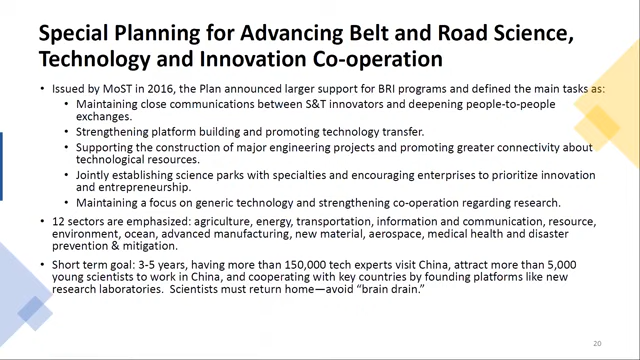 Special Planning for Advancing Belt and Road Science,
Technology and Innovation Co-operation
• Issued by MoST in 2016, the Plan announced larger support for BRI programs and defined the main tasks as:
• Maintaining close communications between S&T innovators and deepening people-to-people
exchanges.
• Strengthening platform building and promoting technology transfer.
• Supporting the construction of major engineering projects and promoting greater connectivity about
technological resources.
• Jointly establishing science parks with specialties and encouraging enterprises to prioritize innovation
and entrepreneurship.
• Maintaining a focus on generic technology and strengthening co-operation regarding research.
• 12 sectors are emphasized: agriculture, energy, transportation, information and communication, resource,
environment, ocean, advanced manufacturing, new material, aerospace, medical health and disaster
prevention & mitigation.
• Short term goal: 3-5 years, having more than 150,000 tech experts visit China, attract more than 5,000
young scientists to work in China, and cooperating with key countries by founding platforms like new
research laboratories. Scientists must return home—avoid “brain drain.”
20